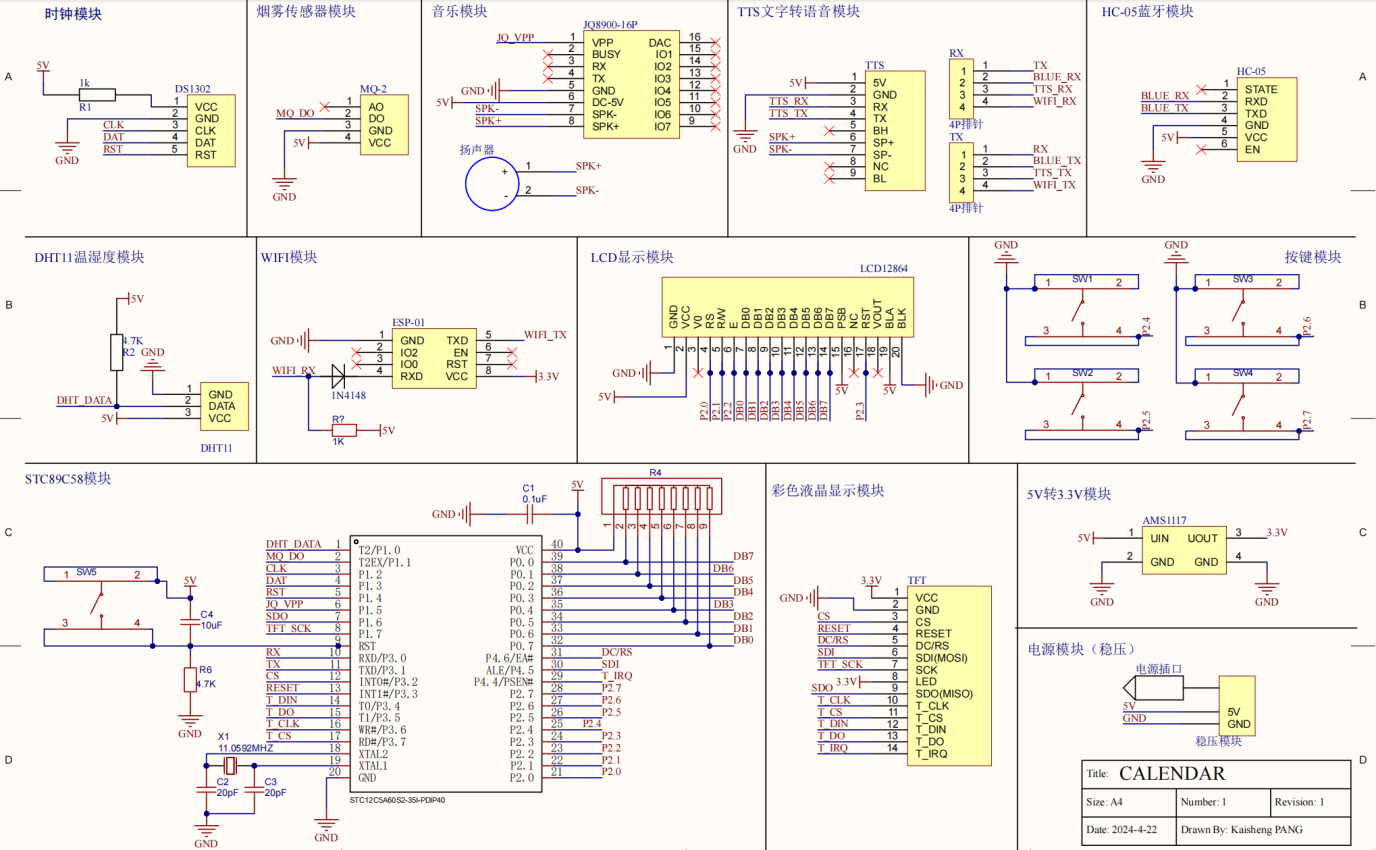 时钟模块
5V
1k
R1
DS1302
1 VCC
2 GND
CLK 3 CLK
DAT 4 DAT
RST 5 RST
GND
烟雾传感器模块
MQ-2
1 AO
MQ_DO 2 DO
3 GND
5V 4 VCC
GND
音乐模块
JQ8900-16P
JQ_VPP 1 VPP DAC 16
2 BUSY IO1 15
3 RX IO2 14
4 TX IO3 13
GND 5 GND IO4 12
5V 6 DC-5V IO5 11
SPK- 7 SPK- IO6 10
SPK+ 8 SPK+ IO7 9
扬声器
+ 1 SPK+
- 2 SPK-
TTS文字转语音模块
TTS
5V 1 5V
2 GND
TTS_RX 3 RX
TTS_TX 4 TX
5 BH
SPK+ 6 SP+
SPK- 7 SP-
8 NC
9 BL
GND
RX
1 1 TX
2 2 BLUE_RX
3 3 TTS_RX
4 4 WIFI_RX
4P排针
TX
1 1 RX
2 2 BLUE_TX
3 3 TTS_TX
4 4 WIFI_TX
4P排针
HC-05蓝牙模块
HC-05
1 STATE
BLUE_RX 2 RXD
BLUE_TX 3 TXD
4 GND
5V 5 VCC
6 EN
GND
A
A
DHT11温湿度模块
5V
4.7K
R2
GND
1 GND
DHT_DATA 2 DATA
5V 3 VCC
DHT11
WIFI模块
ESP-01
GND 1 GND TXD 5 WIFI_TX
2 IO2 EN 6
3 IO0 RST 7
WIFI_RX 4 RXD VCC 8 3.3V
1N4148
R?
1K
5V
LCD显示模块
LCD12864
GND VCC V0 RS R/W E DB0 DB1 DB2 DB3 DB4 DB5 DB6 DB7 PSB NC RST VOUT BLA BLK
1 2 3 4 5 6 7 8 9 10 11 12 13 14 15 16 17 18 19 20
GND
5V
P2.0 P2.1 P2.2 DB0 DB1 DB2 DB3 DB4 DB5 DB6 DB7 5V P2.3 5V
GND
按键模块
GND
GND
1 SW1 2
3 4
P2.4
1 SW3 2
3 4
P2.6
1 SW2 2
3 4
P2.5
1 SW4 2
3 4
P2.7
B
B
STC89C58模块
GND
C1
0.1uF
5V
R4
1 2 3 4 5 6 7 8 9
DHT_DATA 1 T2/P1.0 VCC 40
MQ_DO 2 T2EX/P1.1 P0.0 39 DB7
CLK 3 P1.2 P0.1 38 DB6
DAT 4 P1.3 P0.2 37 DB5
RST 5 P1.4 P0.3 36 DB4
JQ_VPP 6 P1.5 P0.4 35 DB3
SDO 7 P1.6 P0.5 34 DB2
TFT_SCK 8 P1.7 P0.6 33 DB1
9 RST P0.7 32 DB0
RX 10 RXD/P3.0 P4.6/EA# 31 DC/RS
TX 11 TXD/P3.1 ALE/P4.5 30 SDI
CS 12 INT0#/P3.2 P4.4/PSEN# 29 T_IRQ
RESET 13 INT1#/P3.3 P2.7 28 P2.7
T_DIN 14 T0/P3.4 P2.6 27 P2.6
T_DO 15 T1/P3.5 P2.5 26 P2.5
T_CLK 16 WR#/P3.6 P2.4 25 P2.4
T_CS 17 RD#/P3.7 P2.3 24 P2.3
18 XTAL2 P2.2 23 P2.2
19 XTAL1 P2.1 22 P2.1
20 GND P2.0 21 P2.0
STC12C5A60S2-35I-PDIP40
GND
1 SW5 2
3 4
5V
C4
10uF
R6
4.7K
GND
X1
11.0592MHZ
C2
20pF
C3
20pF
GND
彩色液晶显示模块
TFT
3.3V
1 VCC
GND 2 GND
CS 3 CS
RESET 4 RESET
DC/RS 5 DC/RS
SDI 6 SDI(MOSI)
TFT_SCK 7 SCK
3.3V 8 LED
SDO 9 SDO(MISO)
T_CLK 10 T_CLK
T_CS 11 T_CS
T_DIN 12 T_DIN
T_DO 13 T_DO
T_IRQ 14 T_IRQ
5V转3.3V模块
AMS1117
5V 1 UIN UOUT 3 3.3V
2 GND GND 4
GND
GND
电源模块（稳压）
电源插口
5V 5V
GND GND
稳压模块
C
C
D
D
Title: CALENDAR
Size: A4 Number: 1 Revision: 1
Date: 2024-4-22 Drawn By: Kaisheng PANG